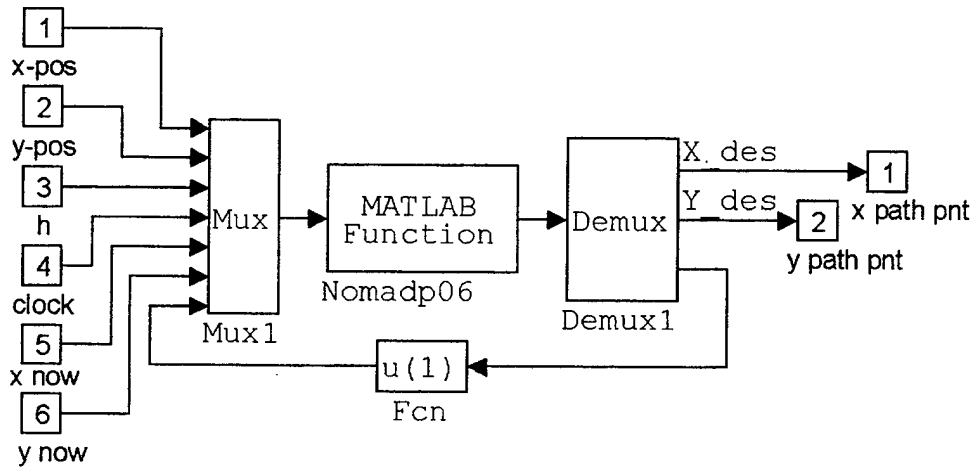 1
x-pos
2
y-pos
3
h
4
clock
5
x now
6
y now
Mux
Mux1
MATLAB
Function
Nomadp06
Demux
Demux1
X_des
Y_des
1
x path pnt
2
y path pnt
u(1)
Fcn